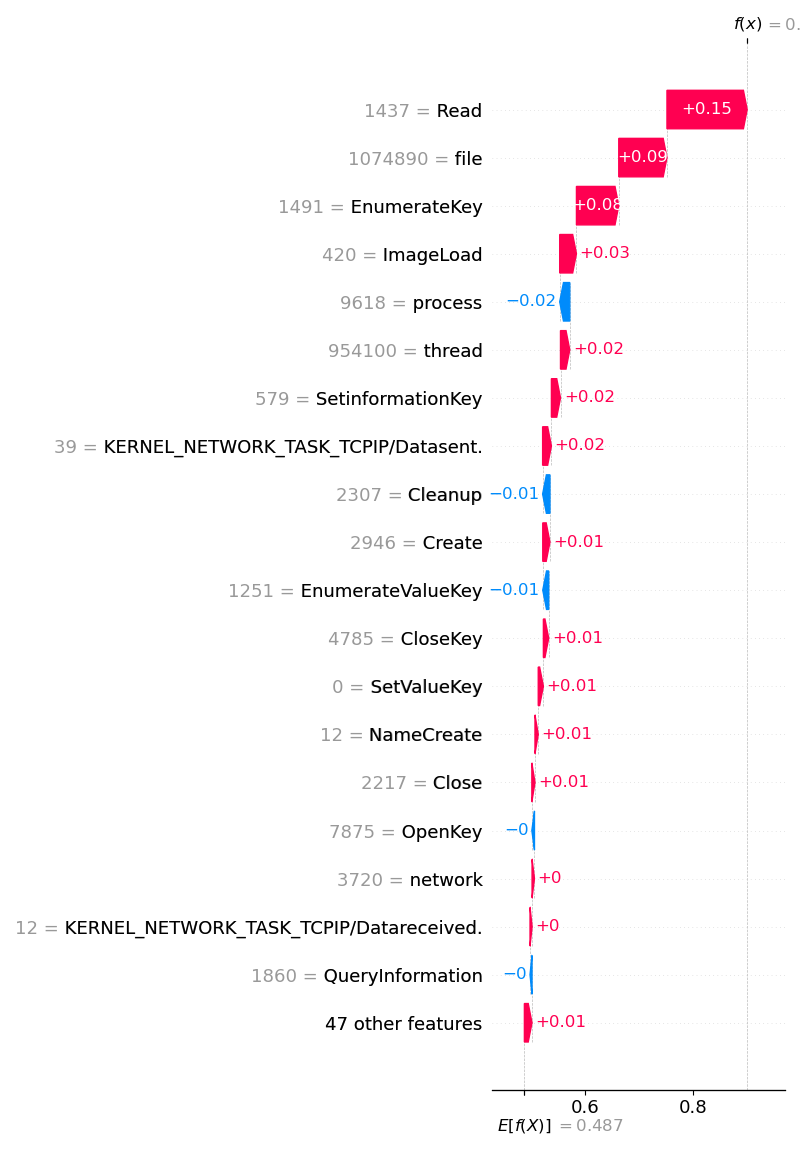 f(x) = 0.
1437 = Read
+0.15
1074890 = file
+0.09
1491 = EnumerateKey
+0.08
420 = ImageLoad
+0.03
9618 = process
−0.02
954100 = thread
+0.02
579 = SetinformationKey
+0.02
39 = KERNEL_NETWORK_TASK_TCPIP/Datasent.
+0.02
2307 = Cleanup
−0.01
2946 = Create
+0.01
1251 = EnumerateValueKey
−0.01
4785 = CloseKey
+0.01
0 = SetValueKey
+0.01
12 = NameCreate
+0.01
2217 = Close
+0.01
7875 = OpenKey
−0
3720 = network
+0
12 = KERNEL_NETWORK_TASK_TCPIP/Datareceived.
+0
1860 = QueryInformation
−0
47 other features
+0.01
0.6
0.8
E[f(X)] = 0.487